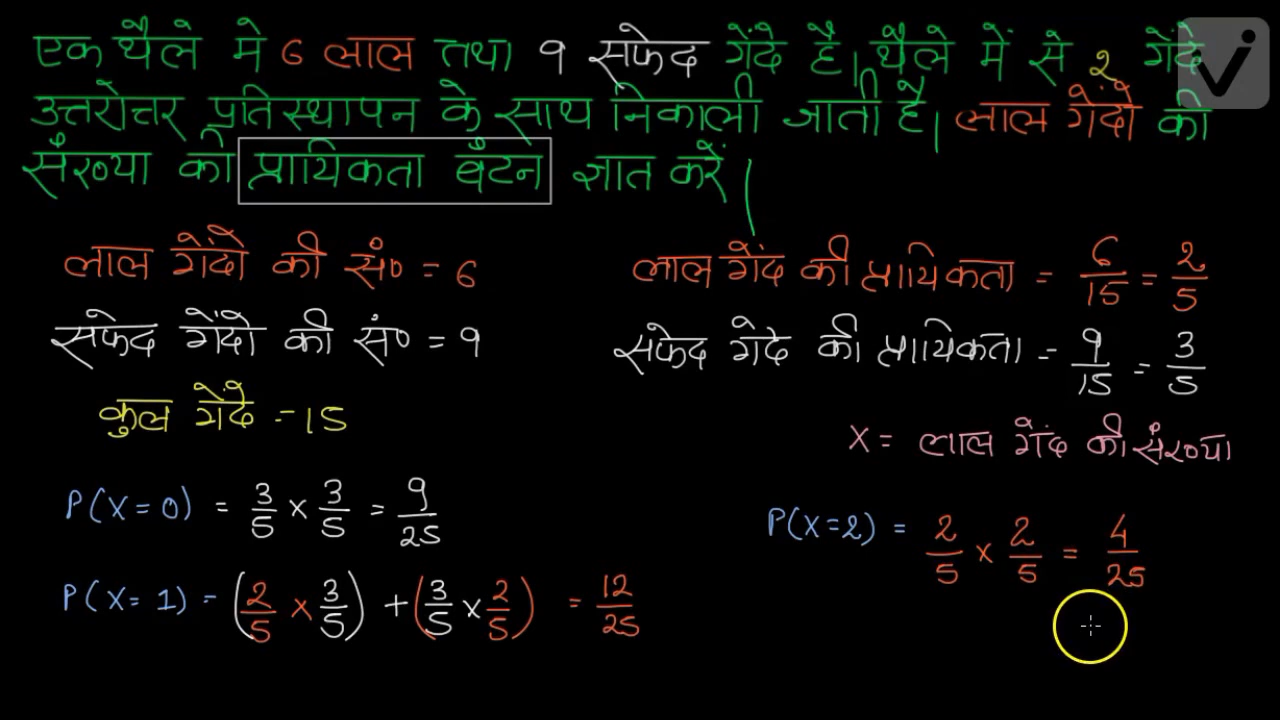 एक थैले मे 6 लाल तथा 9 सफेद गेंदे है। थैले में से 2 गेंदे
उत्तरोत्तर प्रतिस्थापन के साथ निकाली जाती है। लाल गेंदों की
संख्या की प्रायिकता बंटन ज्ञात करें।
लाल गेंदों की सं० = 6
सफेद गेंदों की सं० = 9
कुल गेंदे = 15
लाल गेंद की प्रायिकता = 6/15 = 2/5
सफेद गेदे की प्रायिकता = 9/15 = 3/5
X = लाल गेंद की संख्या
P(X=0) = 3/5 × 3/5 = 9/25
P(X=1) = (2/5 × 3/5) + (3/5 × 2/5) = 12/25
P(X=2) = 2/5 × 2/5 = 4/25